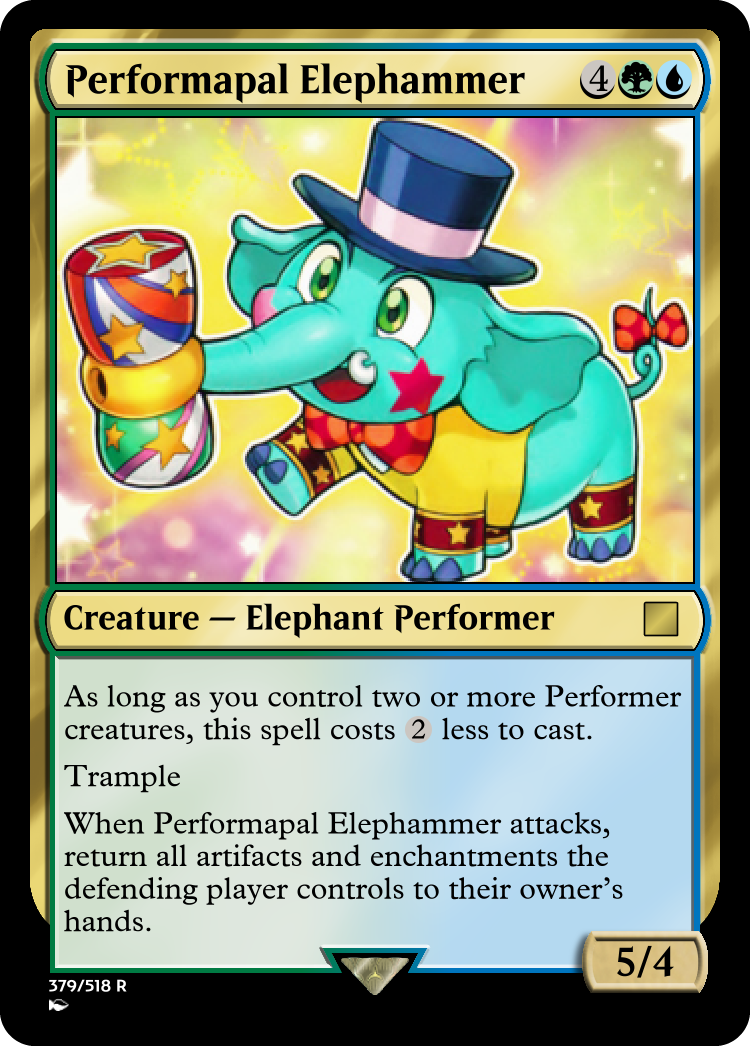 Performapal Elephammer 4
Creature — Elephant Performer
As long as you control two or more Performer
creatures, this spell costs 2 less to cast.
Trample
When Performapal Elephammer attacks,
return all artifacts and enchantments the
defending player controls to their owner’s
hands.
5/4
379/518 R